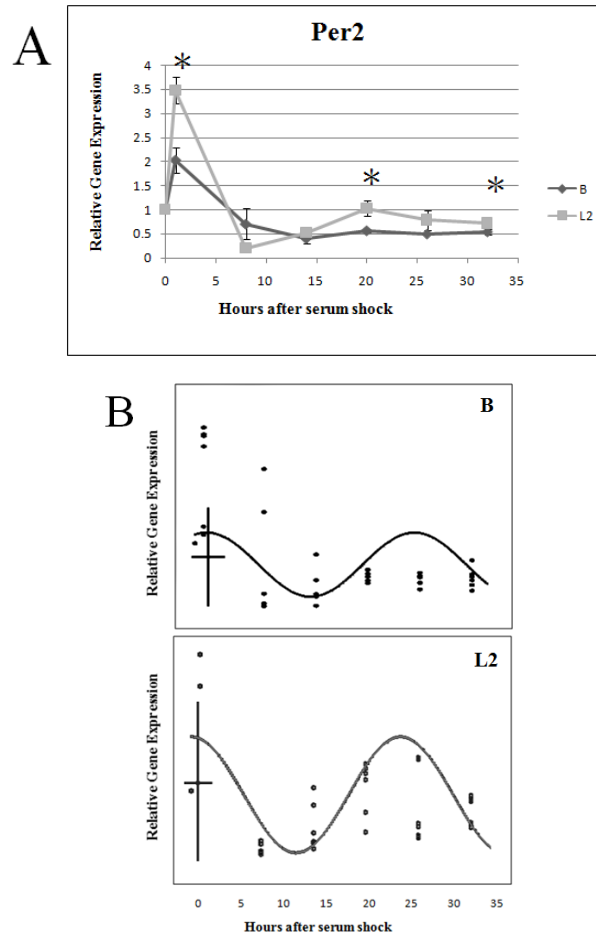 A
Per2
Relative Gene Expression
4
3.5
3
2.5
2
1.5
1
0.5
0
*
*
*
0 5 10 15 20 25 30 35
Hours after serum shock
B
L2
B
B
Relative Gene Expression
L2
Relative Gene Expression
0 5 10 15 20 25 30 35
Hours after serum shock